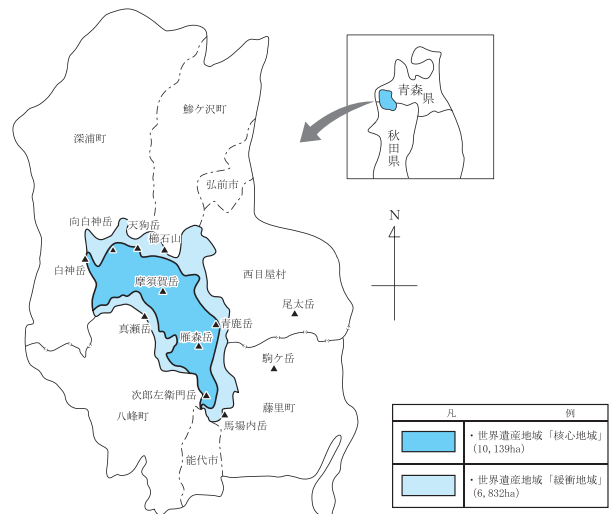 鰺ケ沢町
深浦町
弘前市
青森県
秋田県
向白神岳
天狗岳
櫛石山
白神岳
摩須賀岳
西目屋村
尾太岳
真瀬岳
青鹿岳
雁森岳
駒ケ岳
次郎左衛門岳
八峰町
藤里町
馬場内岳
能代市
N
凡 例
・世界遺産地域「核心地域」
(10,139ha)
・世界遺産地域「緩衝地域」
(6,832ha)